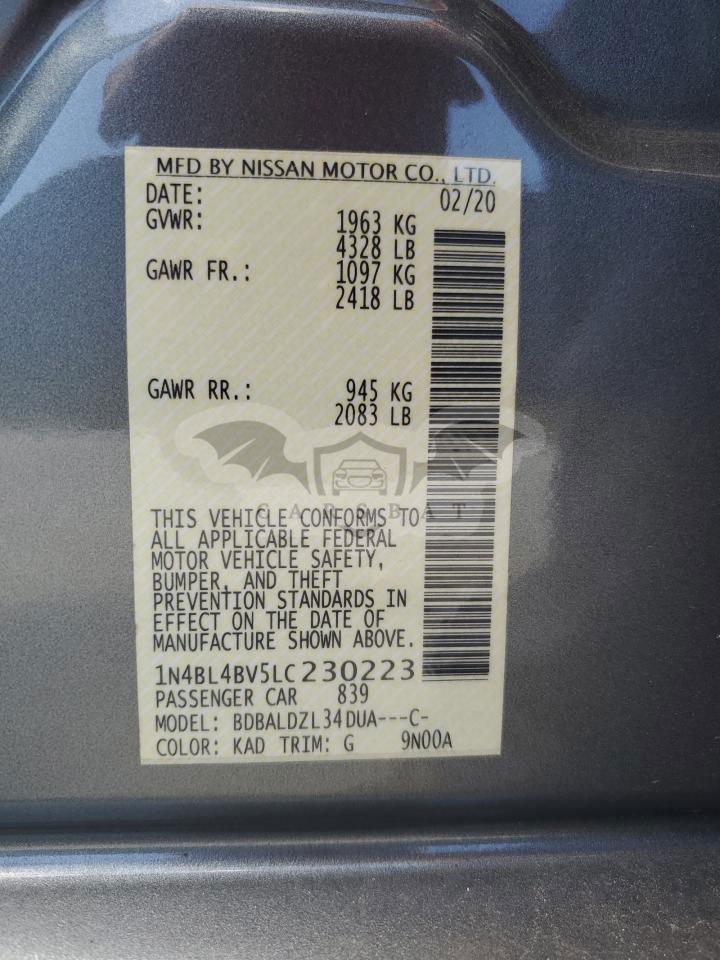 MFD BY NISSAN MOTOR CO., LTD.
DATE: 02/20
GVWR: 1963 KG
4328 LB
GAWR FR.: 1097 KG
2418 LB
GAWR RR.: 945 KG
2083 LB
CARSBAT
THIS VEHICLE CONFORMS TO
ALL APPLICABLE FEDERAL
MOTOR VEHICLE SAFETY,
BUMPER, AND THEFT
PREVENTION STANDARDS IN
EFFECT ON THE DATE OF
MANUFACTURE SHOWN ABOVE.
1N4BL4BV5LC230223
PASSENGER CAR 839
MODEL: BDBALDZL34DUA---C-
COLOR: KAD TRIM: G 9N00A